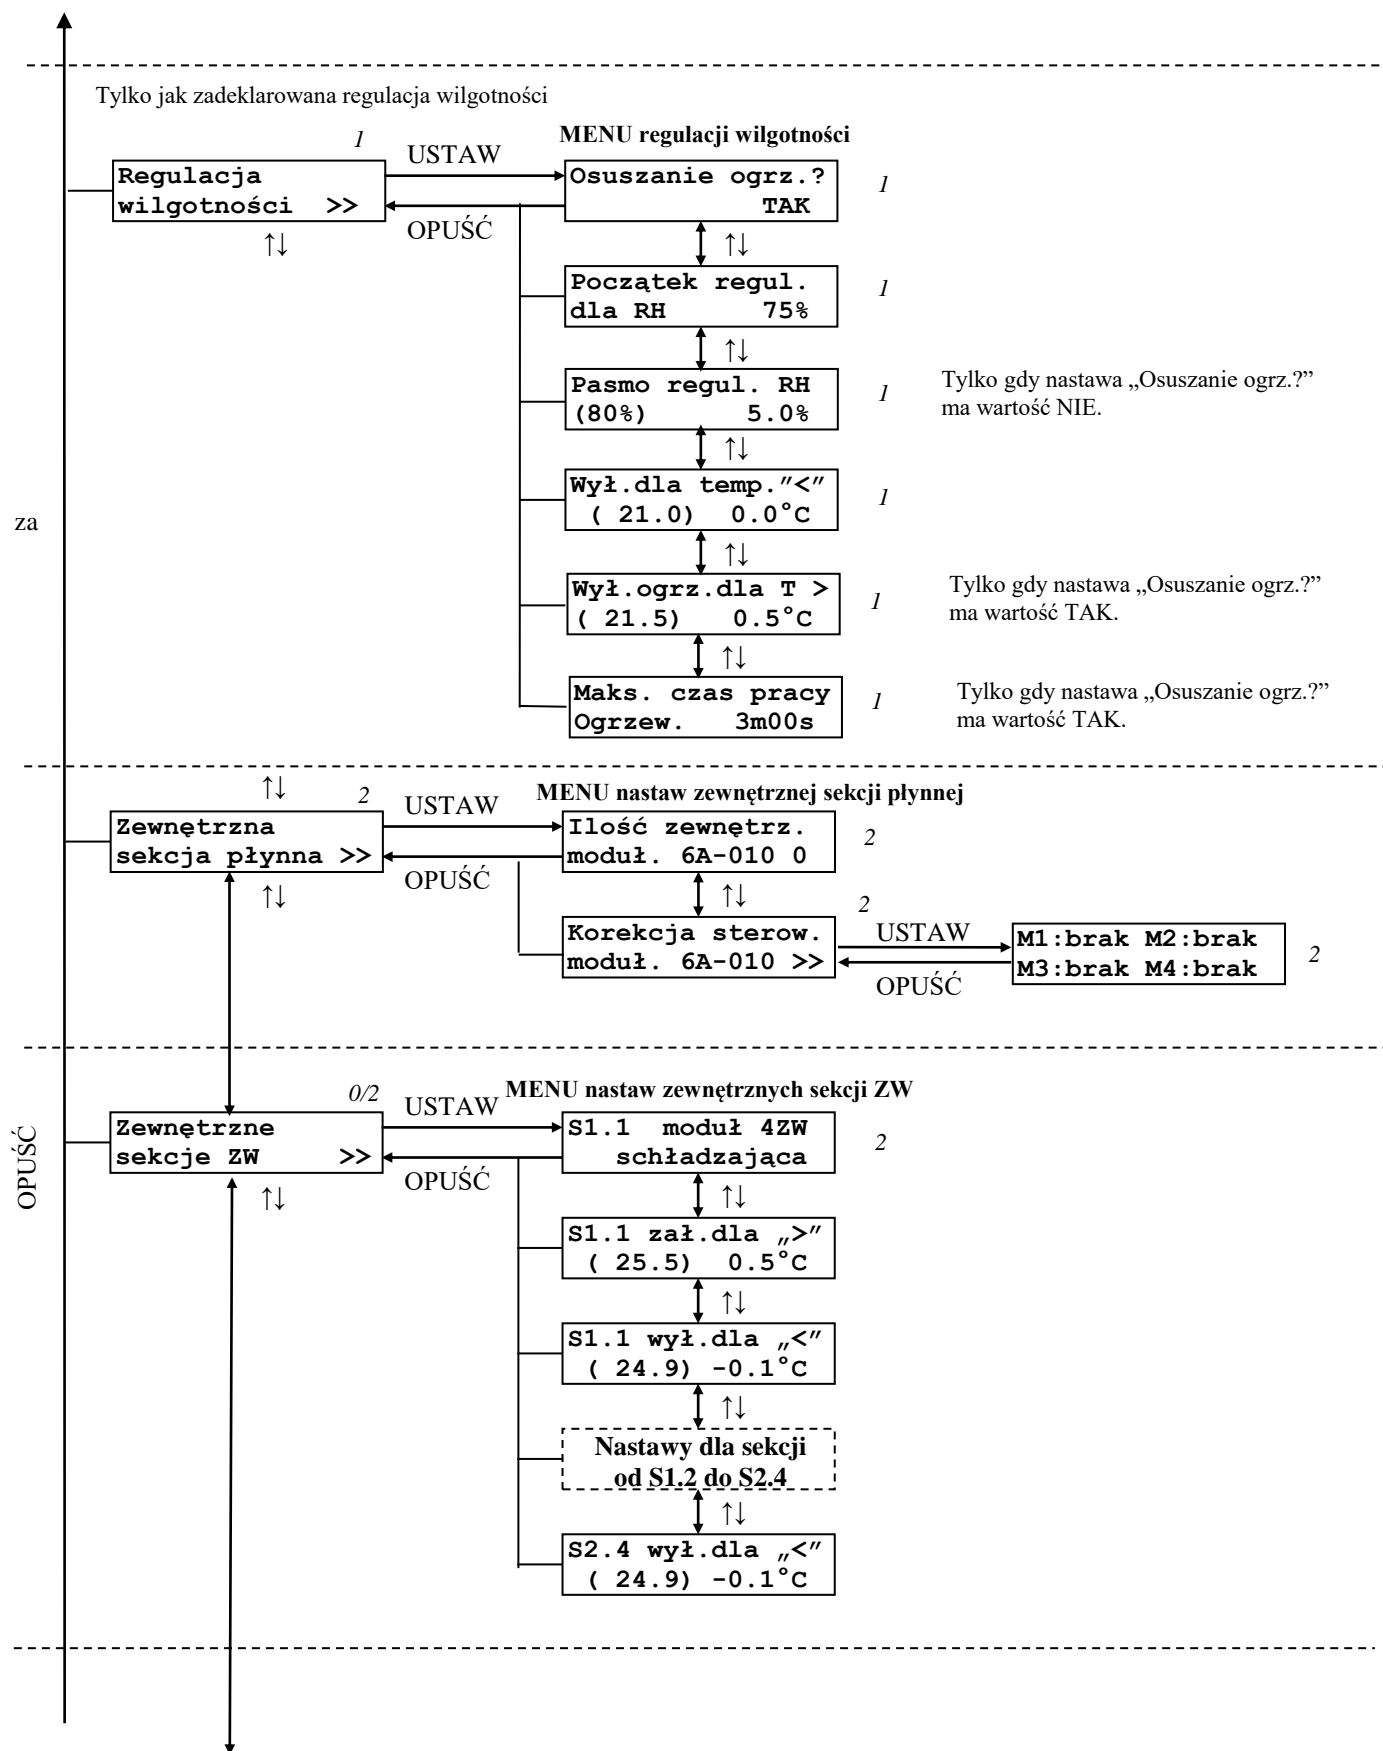 Tylko jak zadeklarowana regulacja wilgotności
1
USTAW
MENU regulacji wilgotności
Regulacja
wilgotności >>
OPUŚĆ
↑↓
Osuszanie ogrz.?
TAK
1
↑↓
Początek regul.
dla RH 75%
1
↑↓
Pasmo regul. RH
(80%) 5.0%
1
Tylko gdy nastawa „Osuszanie ogrz.?”
ma wartość NIE.
↑↓
Wył.dla temp."<"
( 21.0) 0.0°C
1
za
↑↓
Wył.ogrz.dla T >
( 21.5) 0.5°C
1
Tylko gdy nastawa „Osuszanie ogrz.?”
ma wartość TAK.
↑↓
Maks. czas pracy
Ogrzew. 3m00s
1
Tylko gdy nastawa „Osuszanie ogrz.?”
ma wartość TAK.
↑↓
2
USTAW
MENU nastaw zewnętrznej sekcji płynnej
Zewnętrzna
sekcja płynna >>
OPUŚĆ
↑↓
Ilość zewnętrz.
moduł. 6A-010 0
2
↑↓
2
Korekcja sterow.
moduł. 6A-010 >>
USTAW
OPUŚĆ
M1:brak M2:brak
M3:brak M4:brak
2
0/2
USTAW
MENU nastaw zewnętrznych sekcji ZW
Zewnętrzne
sekcje ZW >>
OPUŚĆ
↑↓
OPUŚĆ
S1.1 moduł 4ZW
schładzająca
2
↑↓
S1.1 zał.dla „>"
( 25.5) 0.5°C
↑↓
S1.1 wył.dla „<"
( 24.9) -0.1°C
↑↓
Nastawy dla sekcji
od S1.2 do S2.4
↑↓
S2.4 wył.dla „<"
( 24.9) -0.1°C